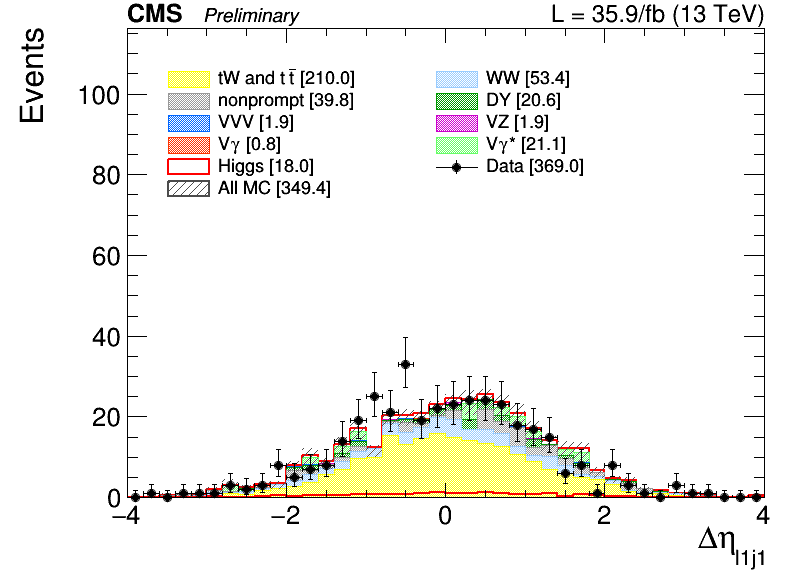 CMS Preliminary L = 35.9/fb (13 TeV)
Events
tW and tt̅ [210.0] WW [53.4]
nonprompt [39.8] DY [20.6]
VVV [1.9] VZ [1.9]
Vγ [0.8] Vγ* [21.1]
Higgs [18.0] Data [369.0]
All MC [349.4]
100
80
60
40
20
0
−4 −2 0 2 4
Δη_l1j1